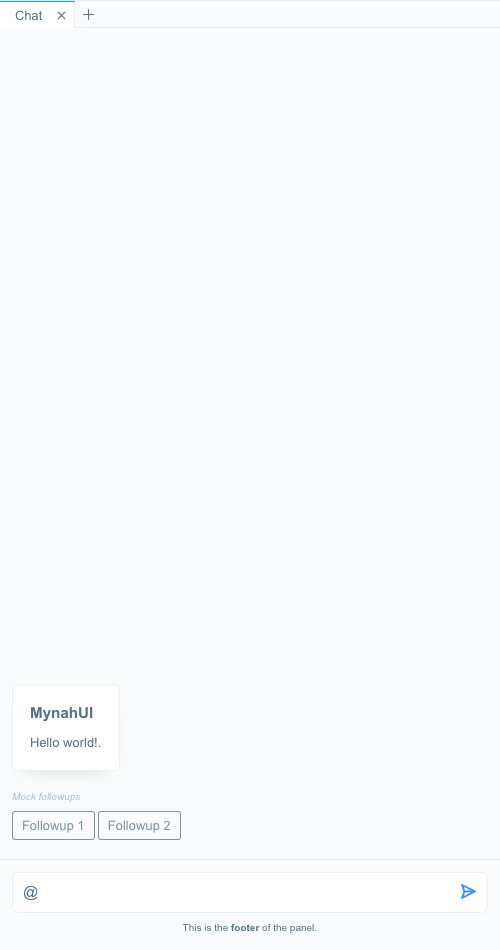 Chat
MynahUI
Hello world!.
Mock followups
Followup 1 Followup 2
@
This is the footer of the panel.